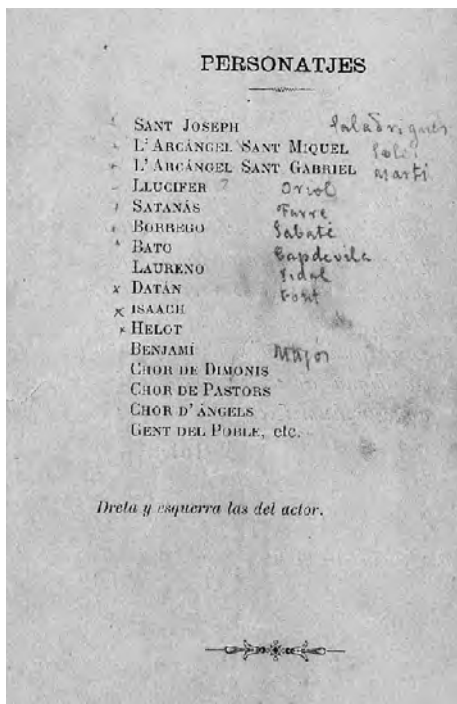 PERSONATJES
SANT JOSEPH Saladrigues
L'ARCÁNGEL SANT MIQUEL Solé
L'ARCÁNGEL SANT GABRIEL Martí
LLUCIFER ? Oriol
SATANÁS Farré
BORREGO Sabaté
BATO Capdevila
LAURENO Vidal
x DATÁN Font
x ISAACH
x HELOT
BENJAMÍ Major
CHOR DE DIMONIS
CHOR DE PASTORS
CHOR D'ÁNGELS
GENT DEL POBLE, etc.
Dreta y esquerra las del actor.